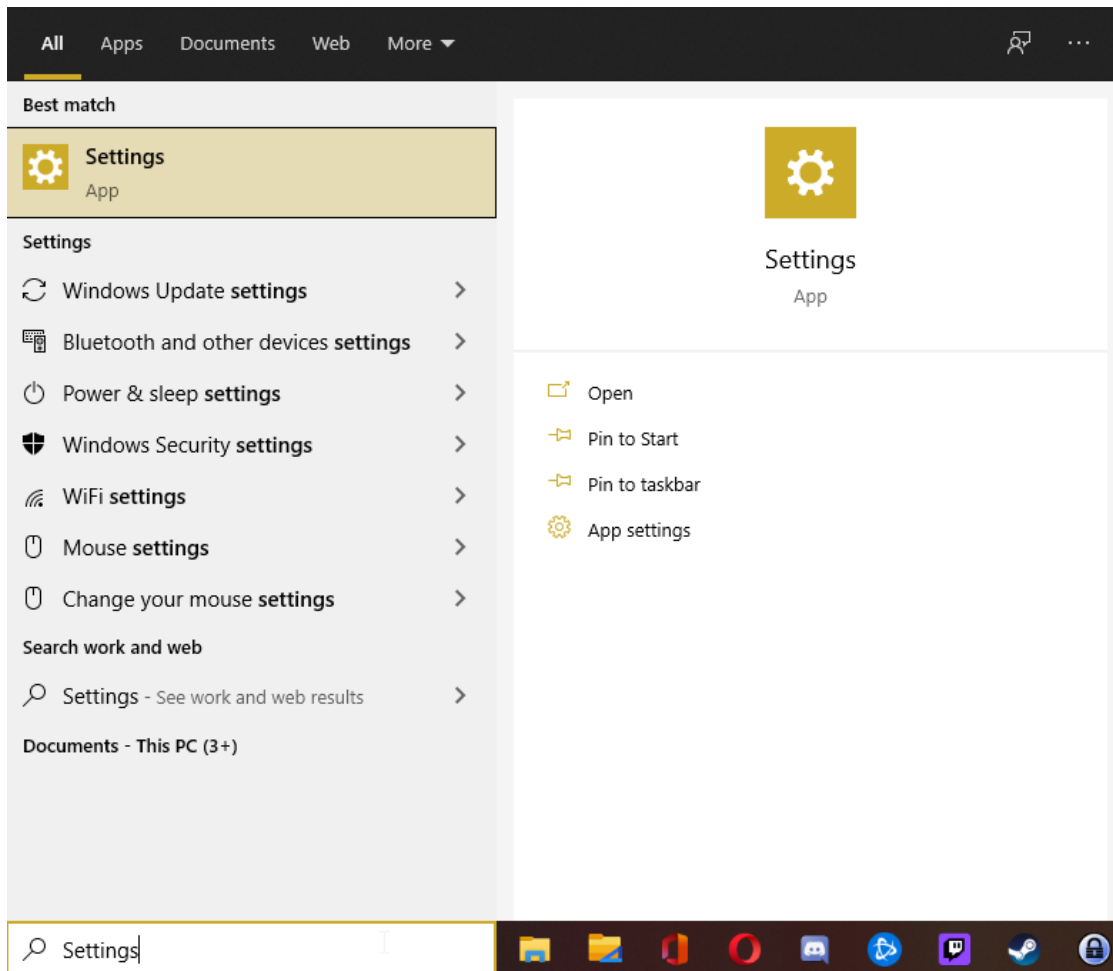 All Apps Documents Web More
Best match
Settings
App
Settings
Windows Update settings
Bluetooth and other devices settings
Power & sleep settings
Windows Security settings
WiFi settings
Mouse settings
Change your mouse settings
Search work and web
Settings - See work and web results
Documents - This PC (3+)
Settings
App
Open
Pin to Start
Pin to taskbar
App settings
Settings